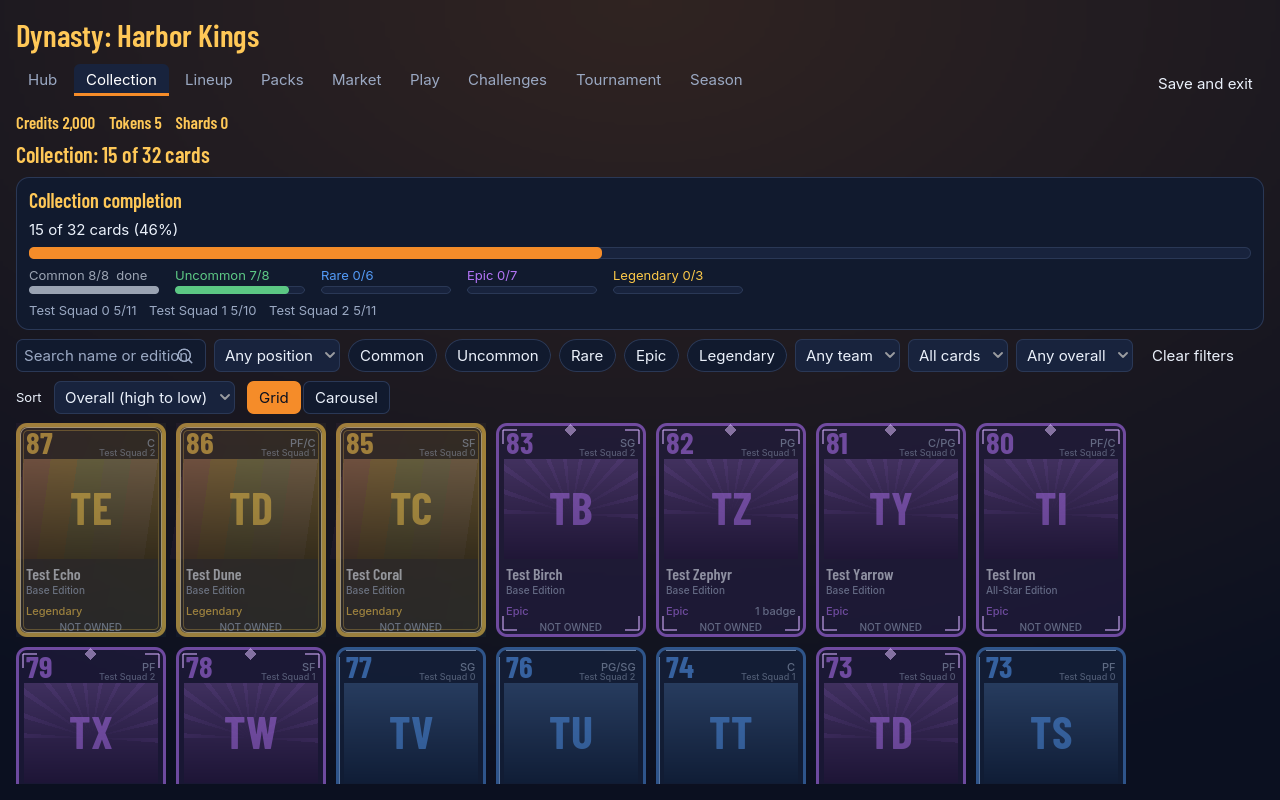 Dynasty: Harbor Kings
Hub Collection Lineup Packs Market Play Challenges Tournament Season Save and exit
Credits 2,000 Tokens 5 Shards 0
Collection: 15 of 32 cards
Collection completion
15 of 32 cards (46%)
Common 8/8 done Uncommon 7/8 Rare 0/6 Epic 0/7 Legendary 0/3
Test Squad 0 5/11 Test Squad 1 5/10 Test Squad 2 5/11
Search name or edition Any position Common Uncommon Rare Epic Legendary Any team All cards Any overall Clear filters
Sort Overall (high to low) Grid Carousel
87 C 86 PF/C 85 SF 83 SG 82 PG 81 C/PG 80 PF/C
Test Squad 2 Test Squad 1 Test Squad 0 Test Squad 2 Test Squad 1 Test Squad 0 Test Squad 2
TE TD TC TB TZ TY TI
Test Echo Test Dune Test Coral Test Birch Test Zephyr Test Yarrow Test Iron
Base Edition Base Edition Base Edition Base Edition Base Edition Base Edition All-Star Edition
Legendary Legendary Legendary Epic Epic 1 badge Epic Epic
NOT OWNED NOT OWNED NOT OWNED NOT OWNED NOT OWNED NOT OWNED NOT OWNED
79 PF 78 SF 77 SG 76 PG/SG 74 C 73 PF 73 PF
Test Squad 2 Test Squad 1 Test Squad 0 Test Squad 2 Test Squad 1 Test Squad 0 Test Squad 0
TX TW TV TU TT TD TS